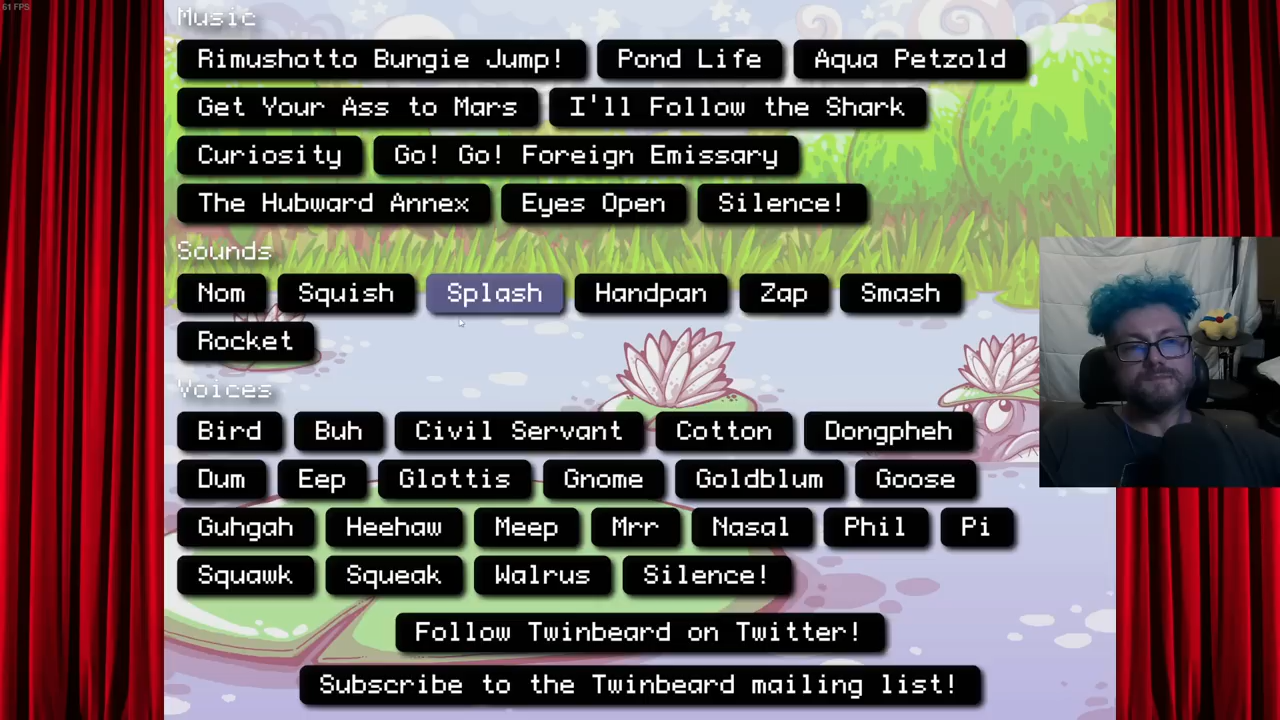 61 FPS
Music
Rimushotto Bungie Jump! Pond Life Aqua Petzold
Get Your Ass to Mars I'll Follow the Shark
Curiosity Go! Go! Foreign Emissary
The Hubward Annex Eyes Open Silence!
Sounds
Nom Squish Splash Handpan Zap Smash
Rocket
Voices
Bird Buh Civil Servant Cotton Dongpheh
Dum Eep Glottis Gnome Goldblum Goose
Guhgah Heehaw Meep Mrr Nasal Phil Pi
Squawk Squeak Walrus Silence!
Follow Twinbeard on Twitter!
Subscribe to the Twinbeard mailing list!